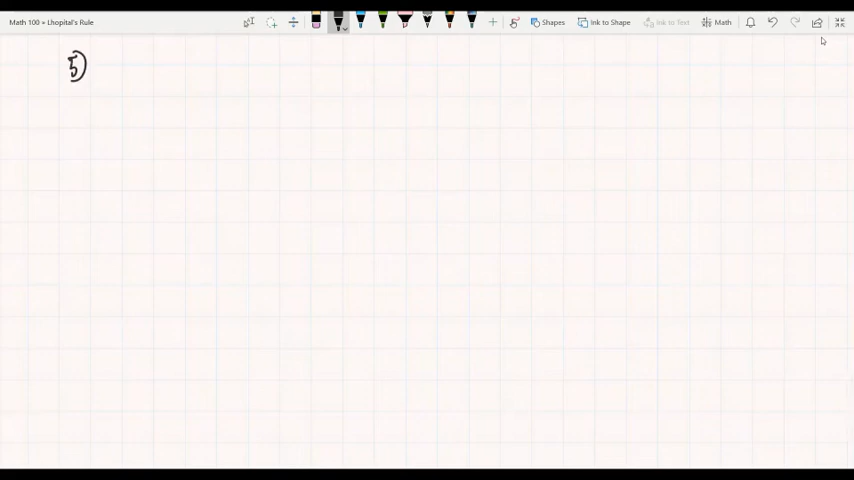 Math 100 » Lhopital's Rule
Shapes
Ink to Shape
Ink to Text
Math
5)